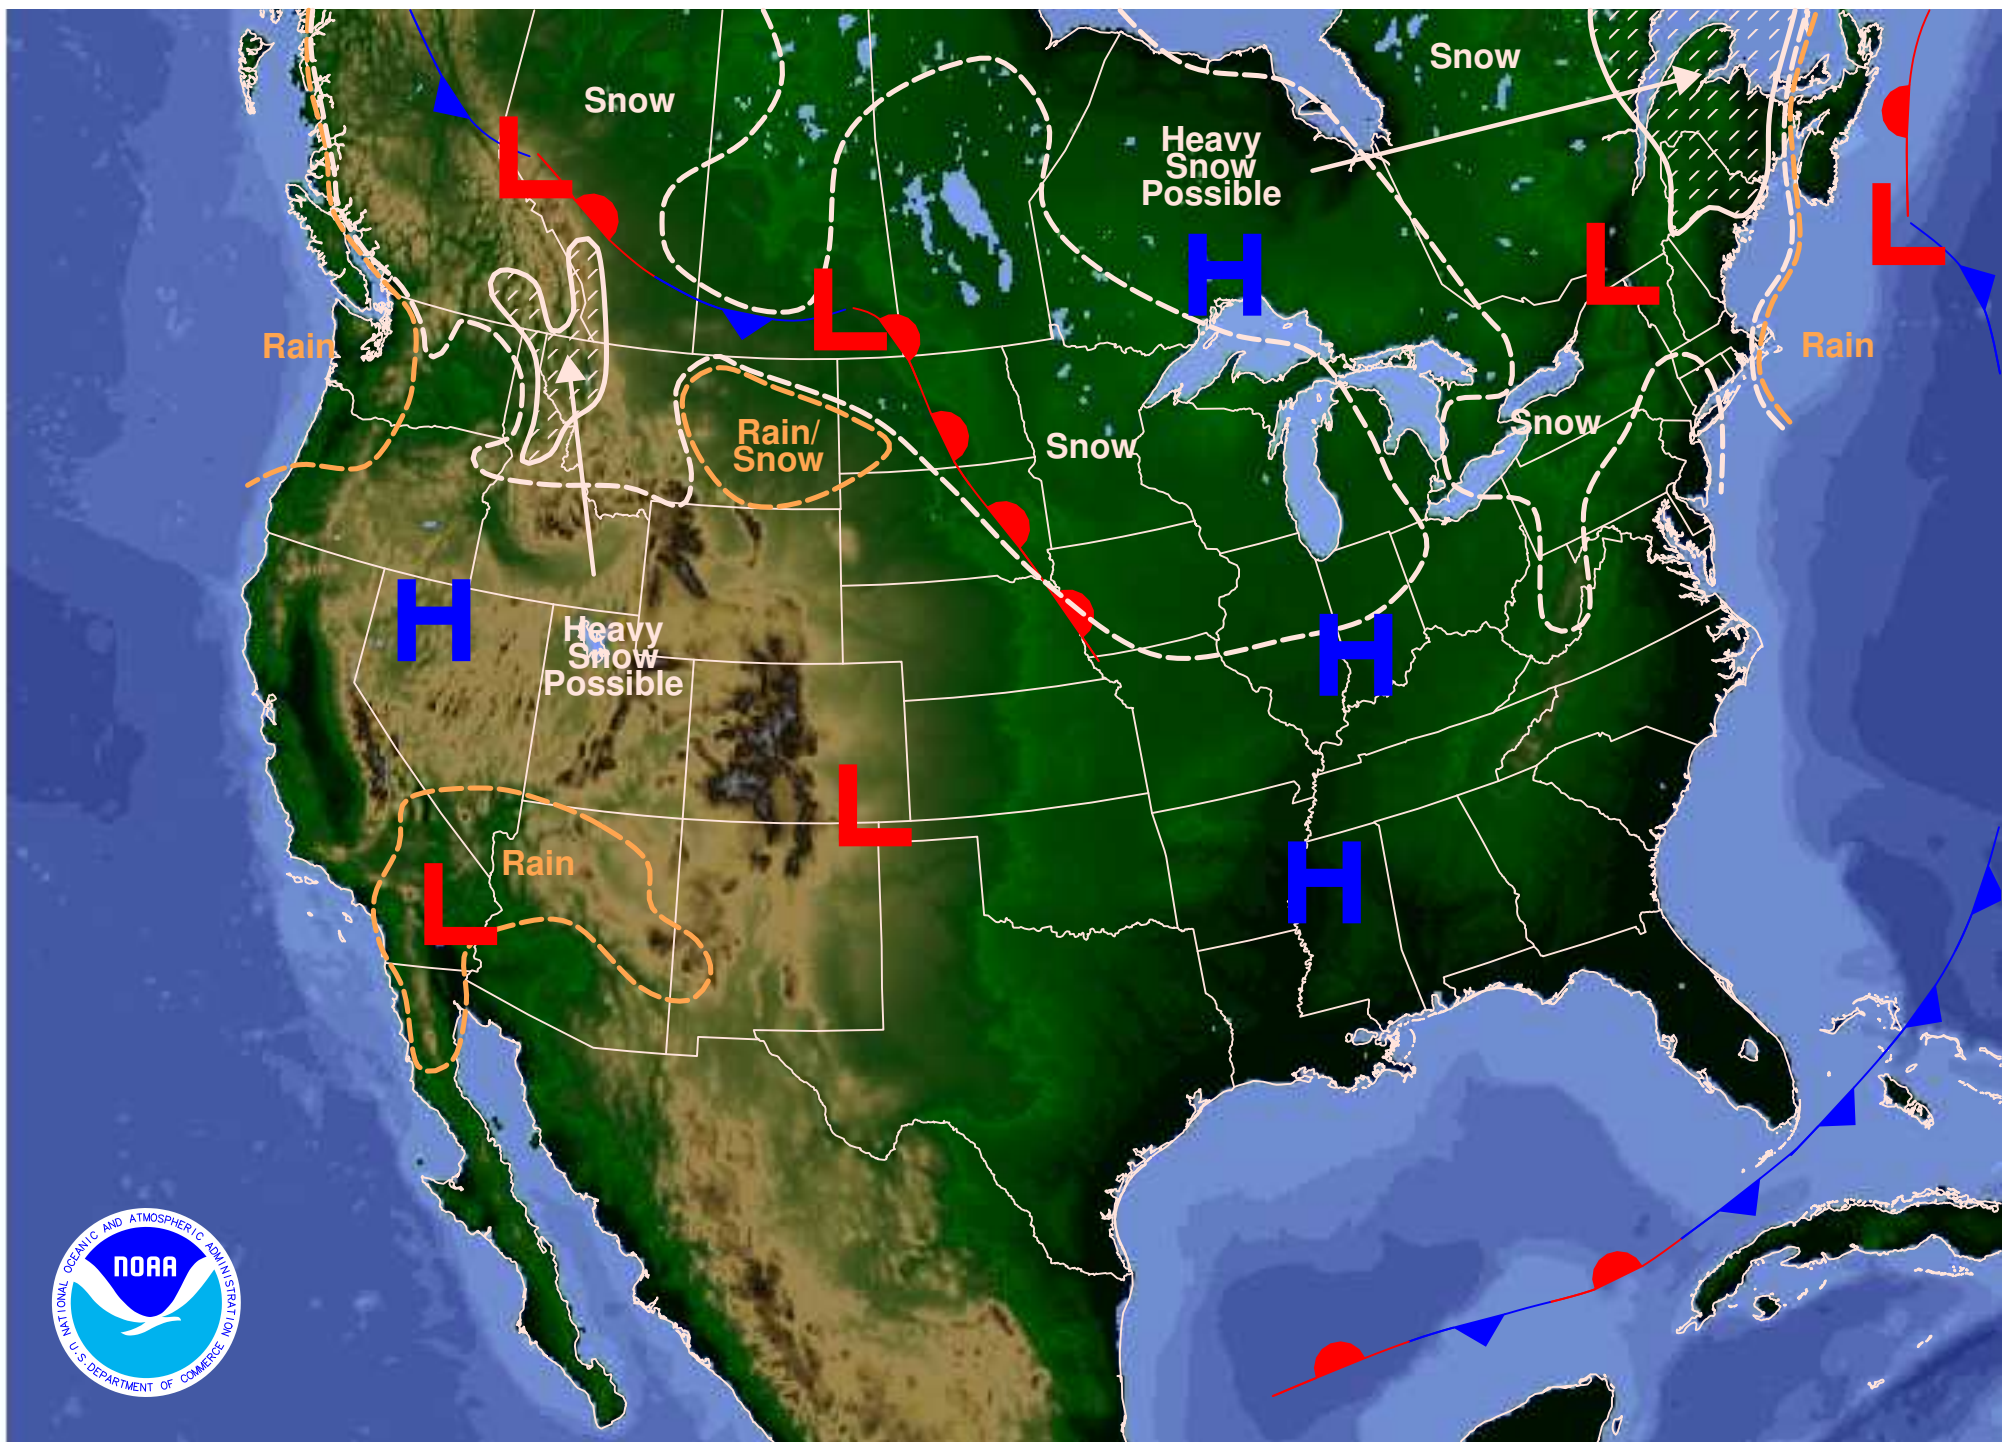 Snow
Snow
Heavy
Snow
Possible
L
L
L
H
L
L
Rain
Rain
Rain/
Snow
Snow
Snow
H
Heavy
Snow
Possible
H
L
Rain
L
H
NATIONAL OCEANIC AND ATMOSPHERIC ADMINISTRATION
NOAA
U.S. DEPARTMENT OF COMMERCE